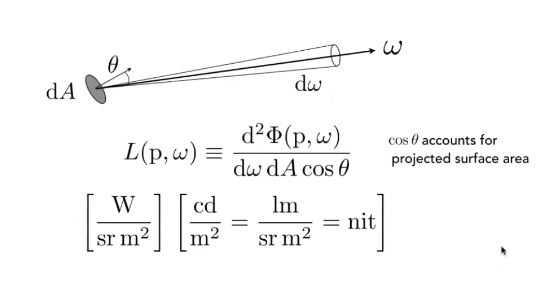 θ
ω
dA
dω
L(p, ω) ≡ d²Φ(p, ω) / dω dA cos θ
cos θ accounts for
projected surface area
[W / sr m²] [cd / m² = lm / sr m² = nit]